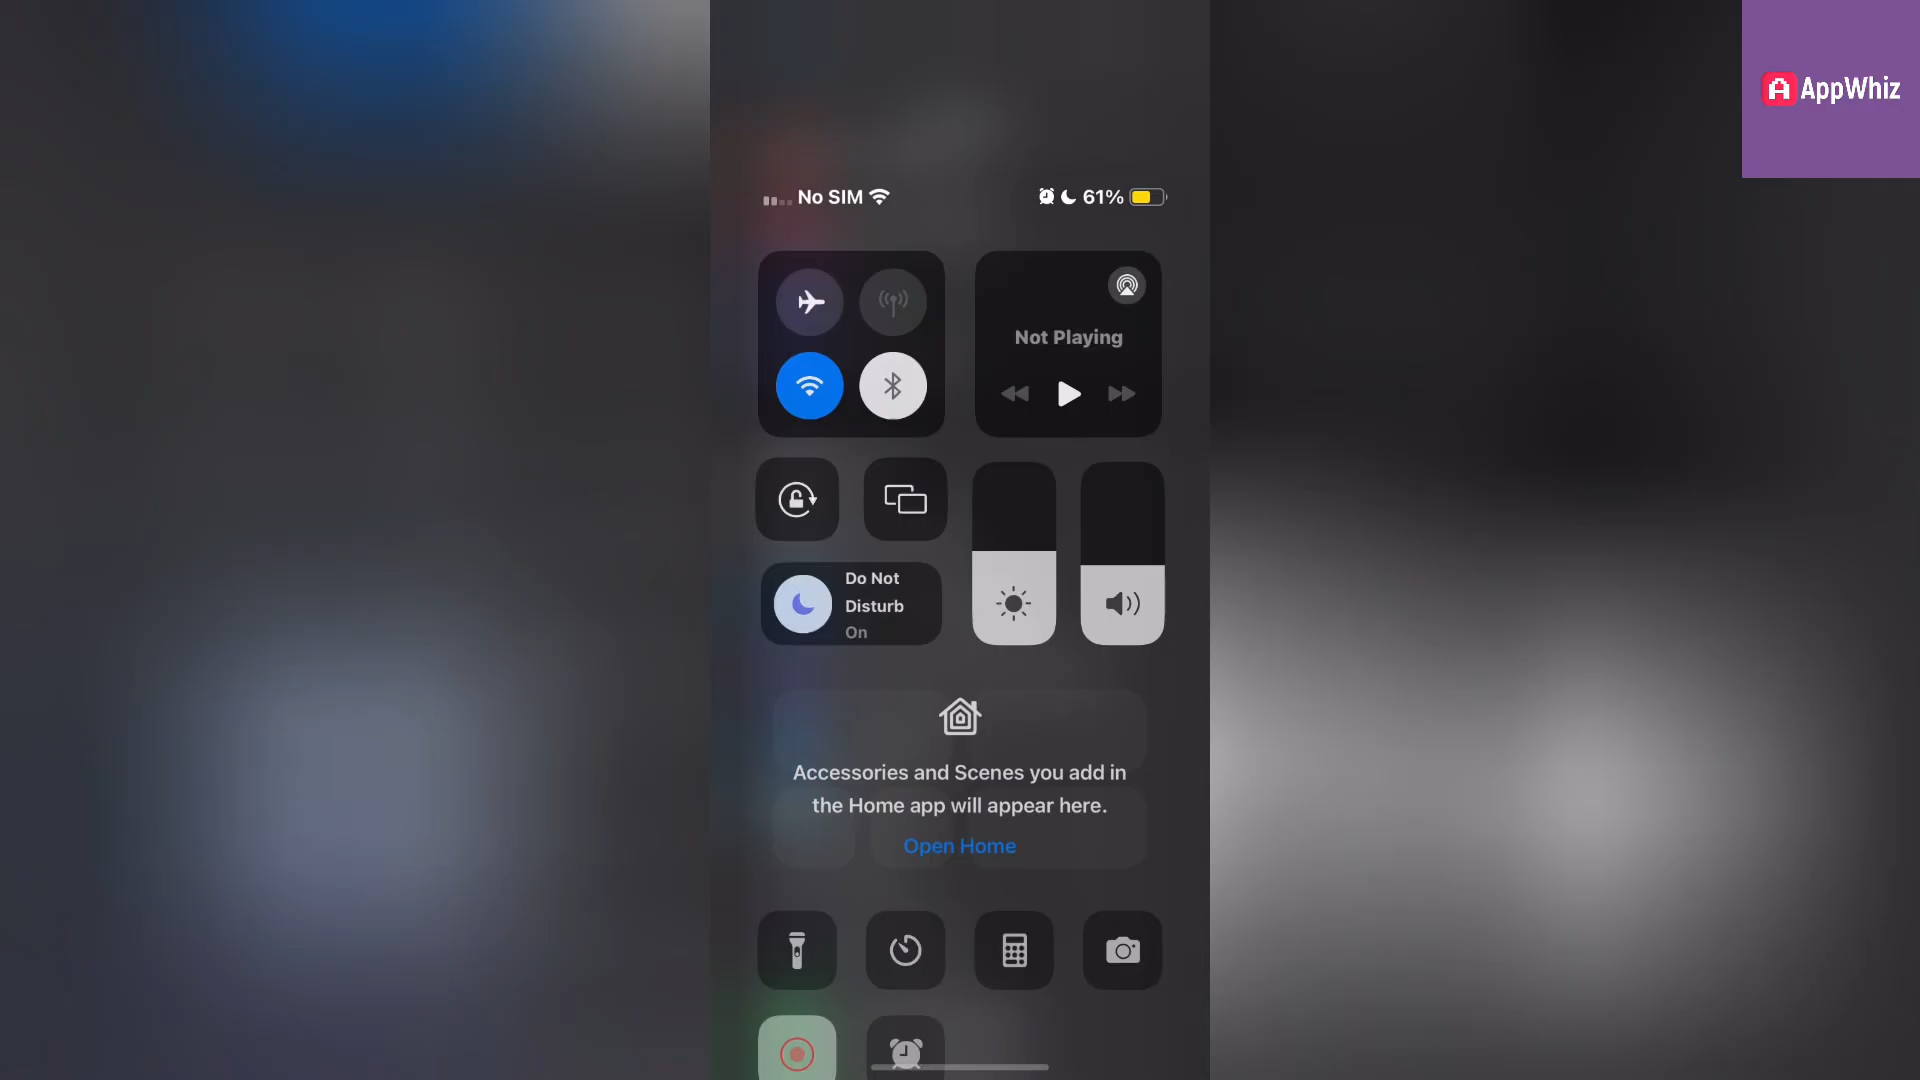 AppWhiz
No SIM
61%
Not Playing
Do Not
Disturb
On
Accessories and Scenes you add in
the Home app will appear here.
Open Home